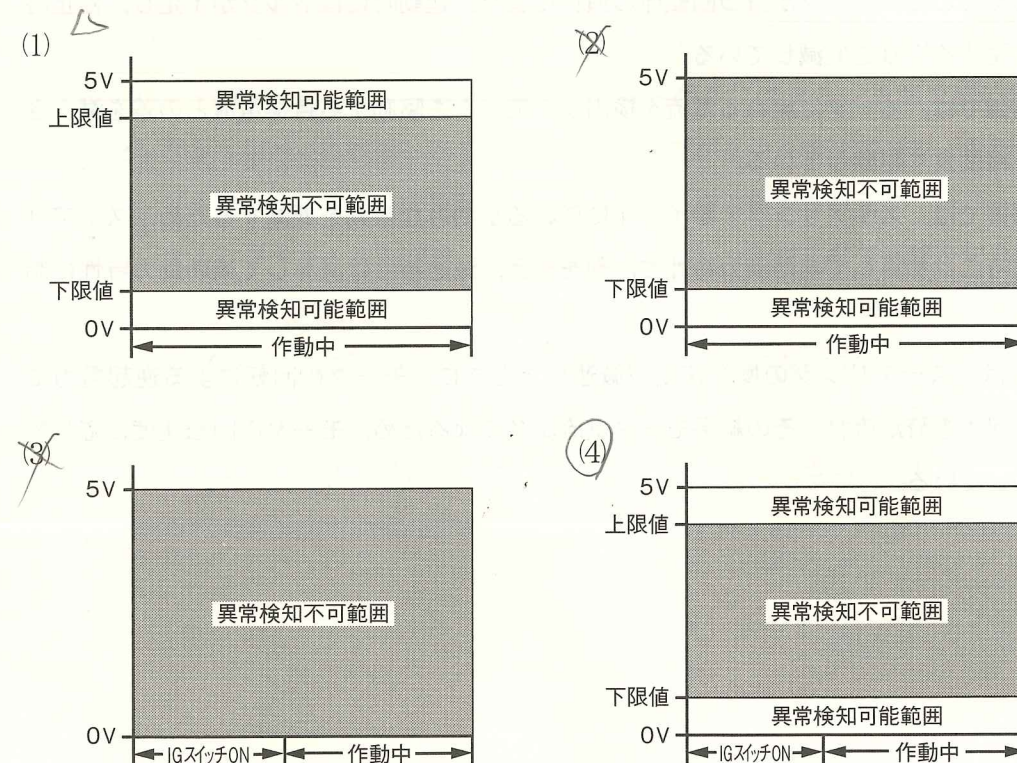 (1)
5V
上限値
異常検知可能範囲
異常検知不可範囲
下限値
異常検知可能範囲
0V
作動中
(2)
5V
異常検知不可範囲
下限値
異常検知可能範囲
0V
作動中
(3)
5V
異常検知不可範囲
0V
IGスイッチON
作動中
(4)
5V
異常検知可能範囲
上限値
異常検知不可範囲
下限値
異常検知可能範囲
0V
IGスイッチON
作動中